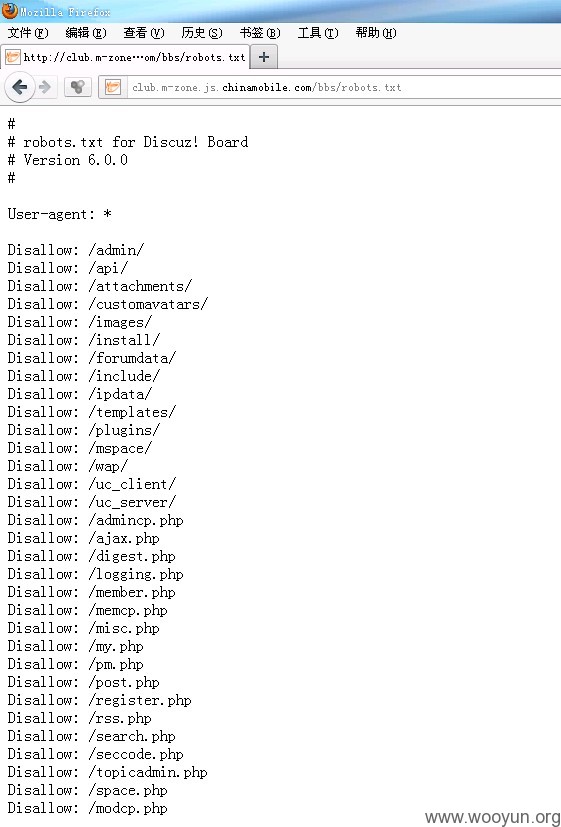 Mozilla Firefox
文件(F) 编辑(E) 查看(V) 历史(S) 书签(B) 工具(T) 帮助(H)
http://club.m-zone…om/bbs/robots.txt
club.m-zone.js.chinamobile.com/bbs/robots.txt
#
# robots.txt for Discuz! Board
# Version 6.0.0
#
User-agent: *
Disallow: /admin/
Disallow: /api/
Disallow: /attachments/
Disallow: /customavatars/
Disallow: /images/
Disallow: /install/
Disallow: /forumdata/
Disallow: /include/
Disallow: /ipdata/
Disallow: /templates/
Disallow: /plugins/
Disallow: /mspace/
Disallow: /wap/
Disallow: /uc_client/
Disallow: /uc_server/
Disallow: /admincp.php
Disallow: /ajax.php
Disallow: /digest.php
Disallow: /logging.php
Disallow: /member.php
Disallow: /memcp.php
Disallow: /misc.php
Disallow: /my.php
Disallow: /pm.php
Disallow: /post.php
Disallow: /register.php
Disallow: /rss.php
Disallow: /search.php
Disallow: /seccode.php
Disallow: /topicadmin.php
Disallow: /space.php
Disallow: /modcp.php
www.wooyun.org